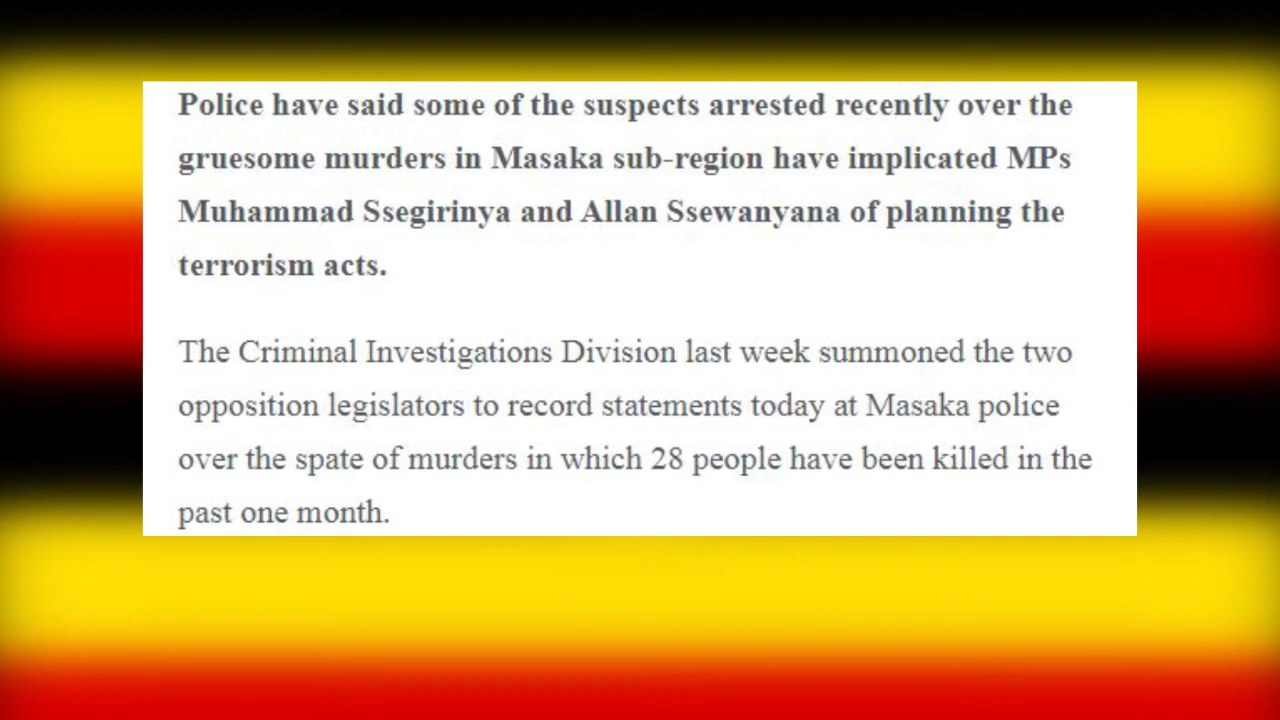 Police have said some of the suspects arrested recently over the
gruesome murders in Masaka sub-region have implicated MPs
Muhammad Ssegirinya and Allan Ssewanyana of planning the
terrorism acts.
The Criminal Investigations Division last week summoned the two
opposition legislators to record statements today at Masaka police
over the spate of murders in which 28 people have been killed in the
past one month.